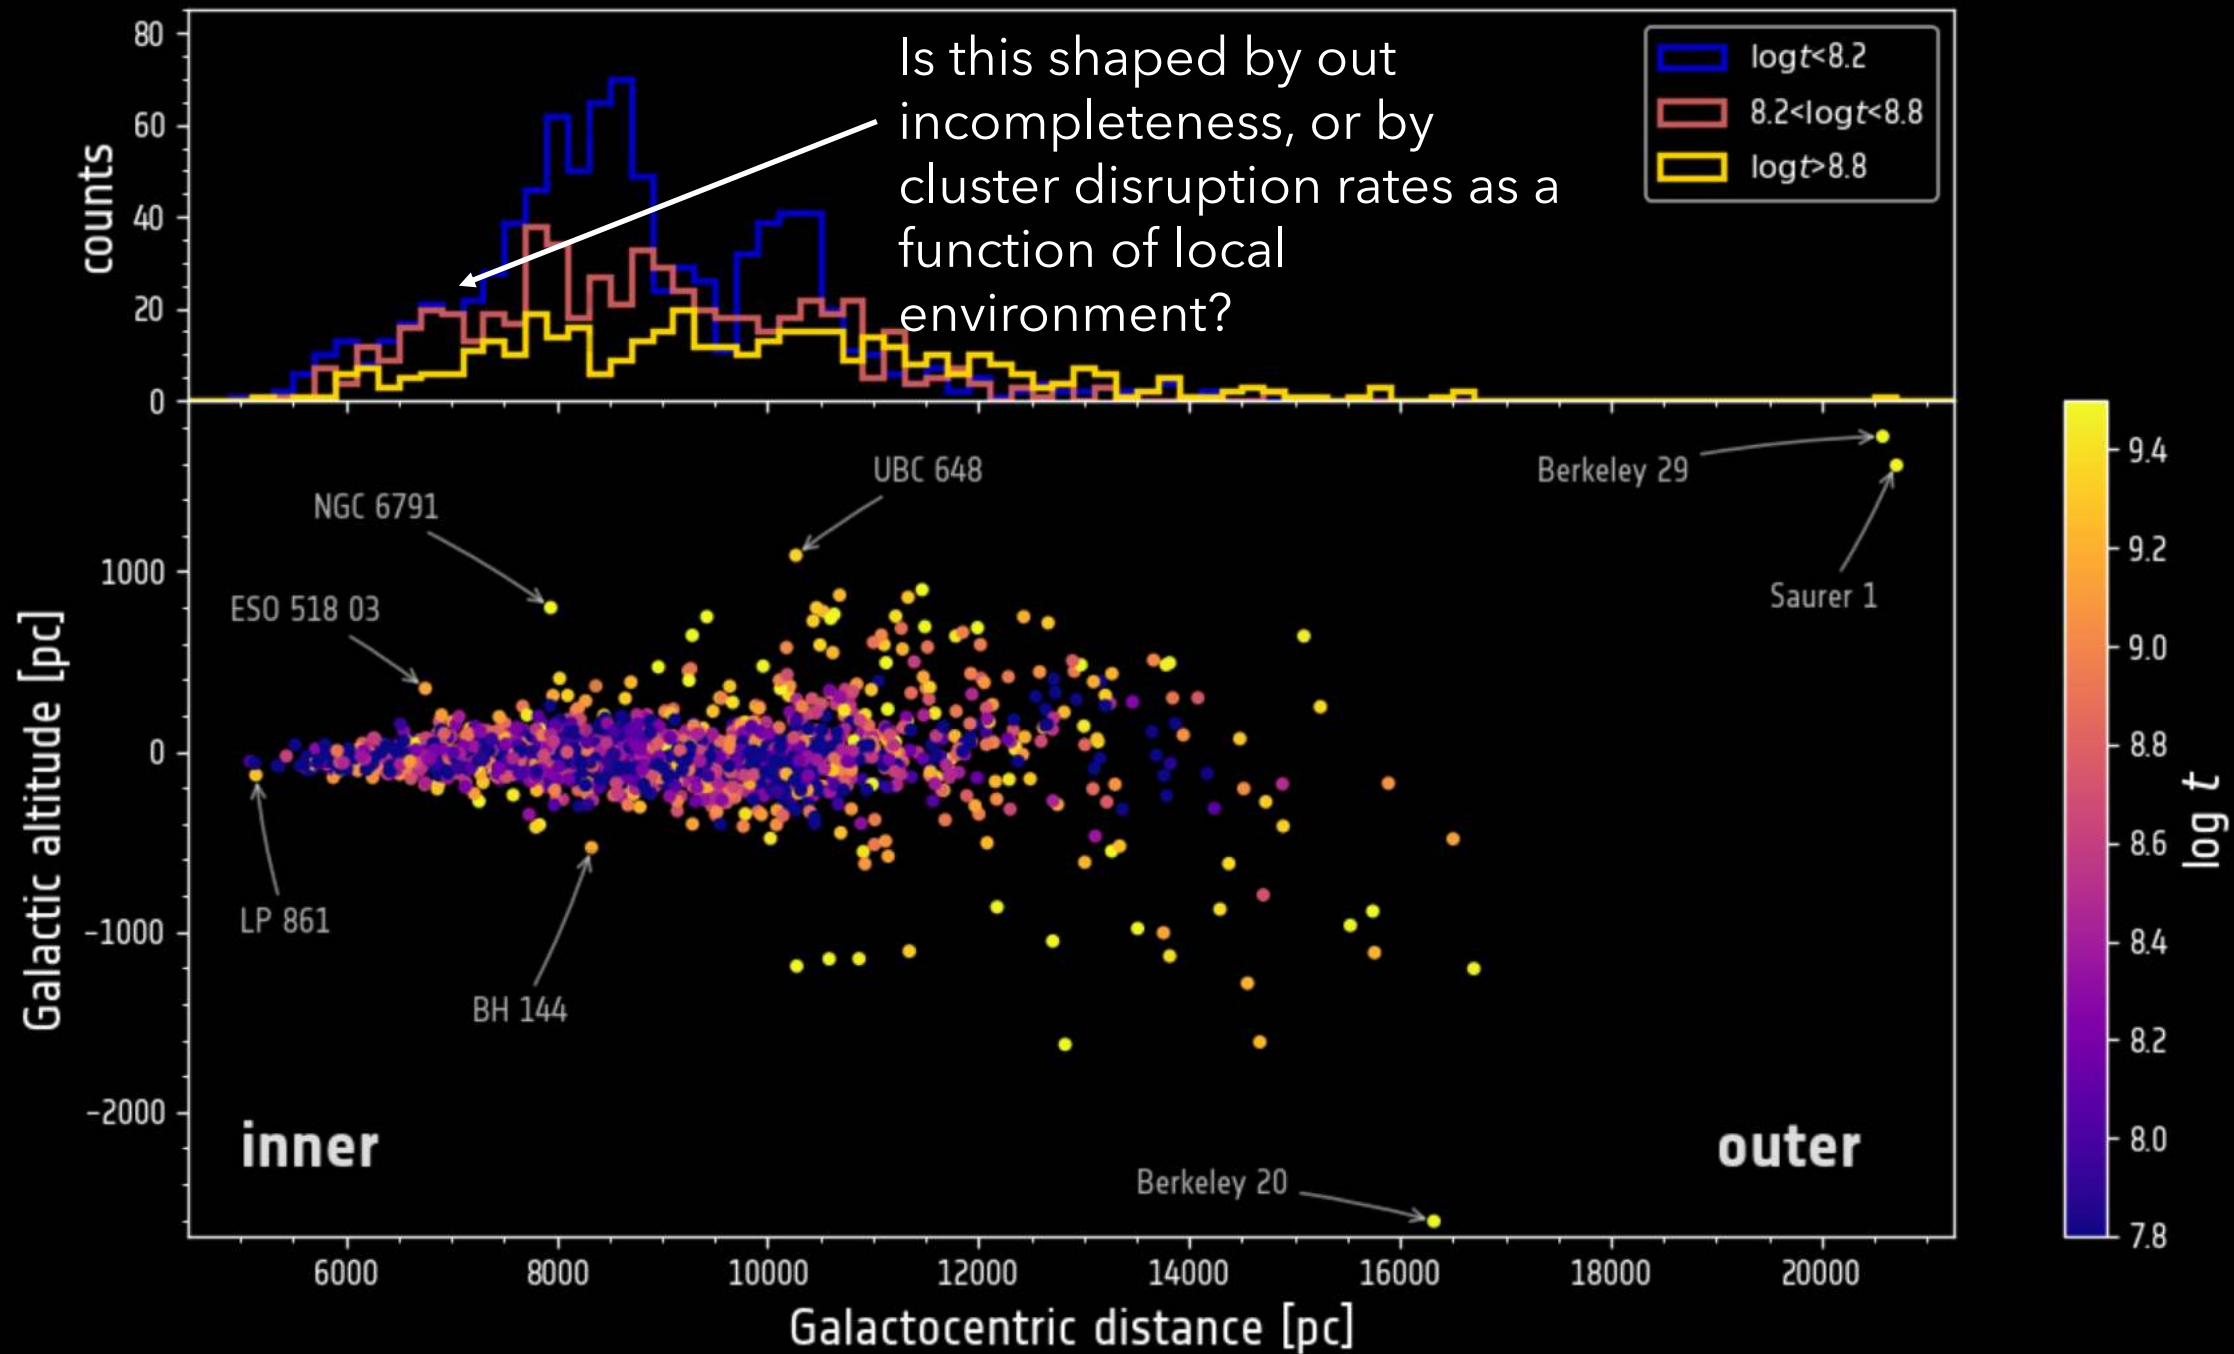 80
60
40
20
0
counts
Is this shaped by out
incompleteness, or by
cluster disruption rates as a
function of local
environment?
logt<8.2
8.2<logt<8.8
logt>8.8
UBC 648
Berkeley 29
NGC 6791
ESO 518 03
Saurer 1
LP 861
BH 144
Berkeley 20
inner
outer
1000
0
-1000
-2000
Galactic altitude [pc]
6000
8000
10000
12000
14000
16000
18000
20000
Galactocentric distance [pc]
9.4
9.2
9.0
8.8
8.6
8.4
8.2
8.0
7.8
log t